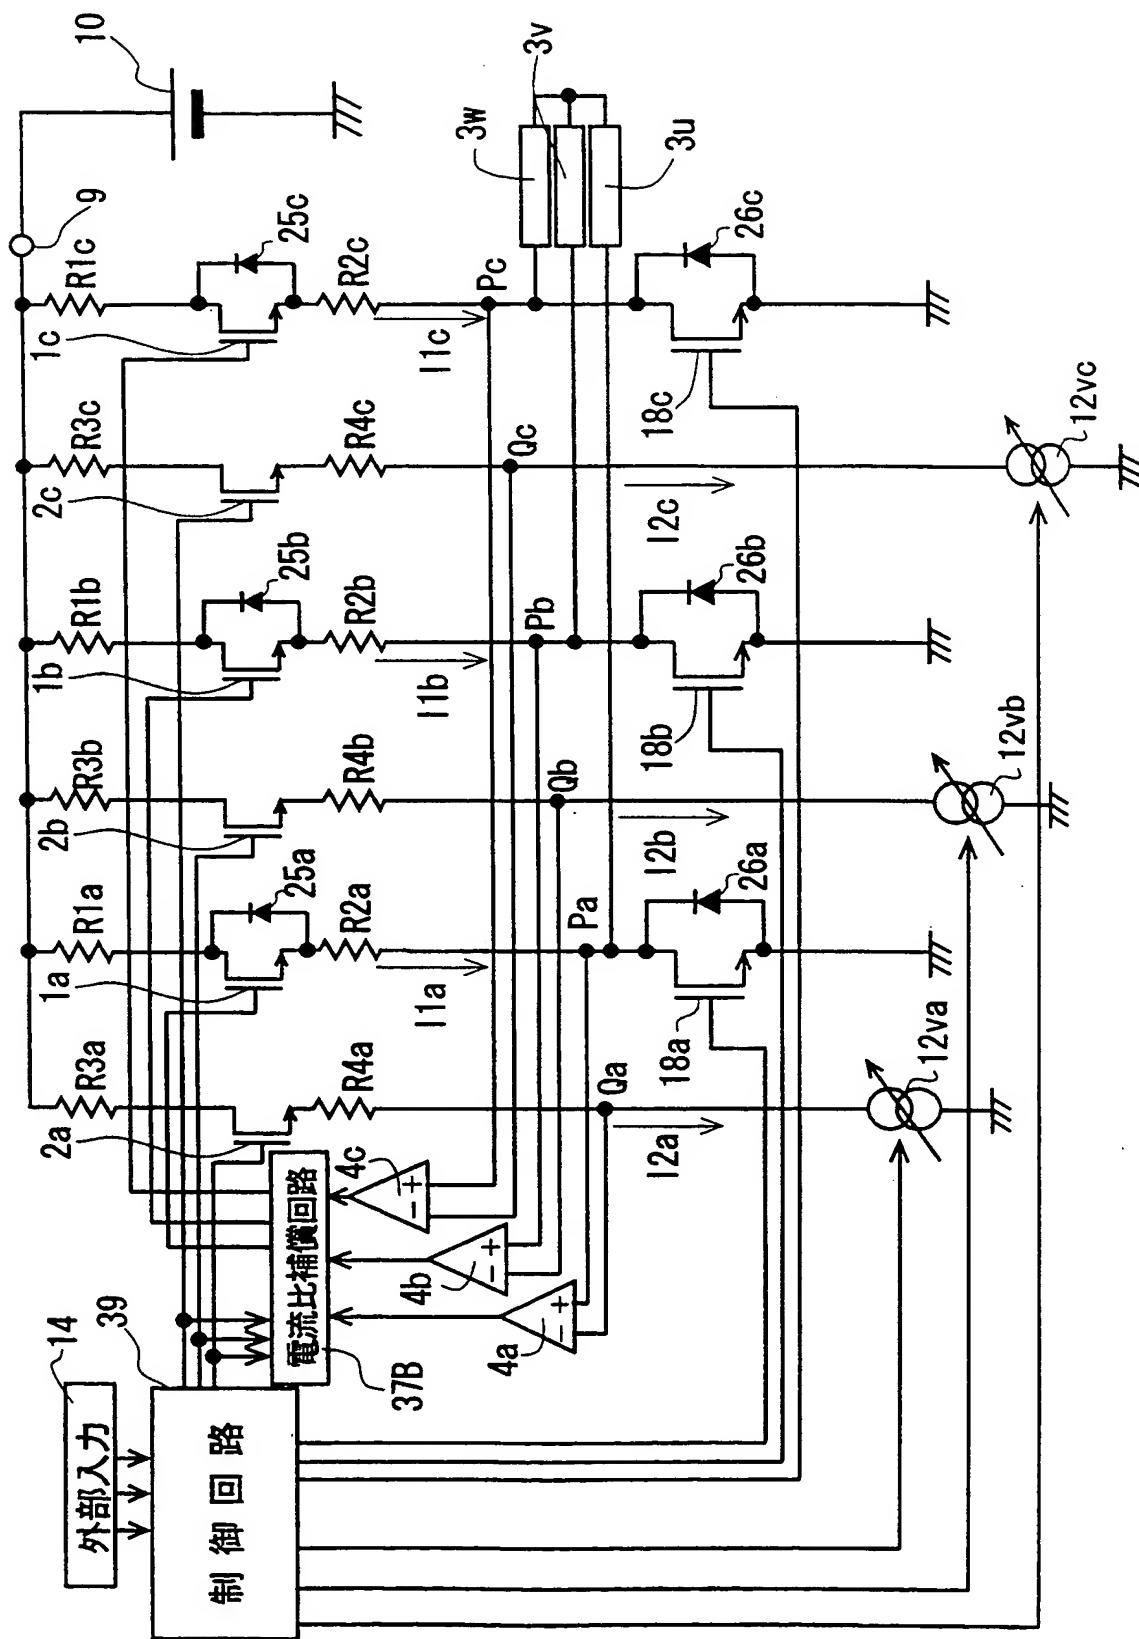 10
9
R1c
25c
1c
R2c
I1c
Pc
3w
3v
3u
26c
18c
R3c
2c
R4c
Qc
I2c
12vc
R1b
25b
1b
R2b
I1b
Pb
26b
18b
R3b
2b
R4b
Qb
I2b
12vb
R1a
25a
1a
R2a
I1a
Pa
26a
18a
R3a
2a
R4a
Qa
I2a
12va
4c
- +
4b
- +
4a
- +
電流比補償回路
37B
14
外部入力
39
制御回路